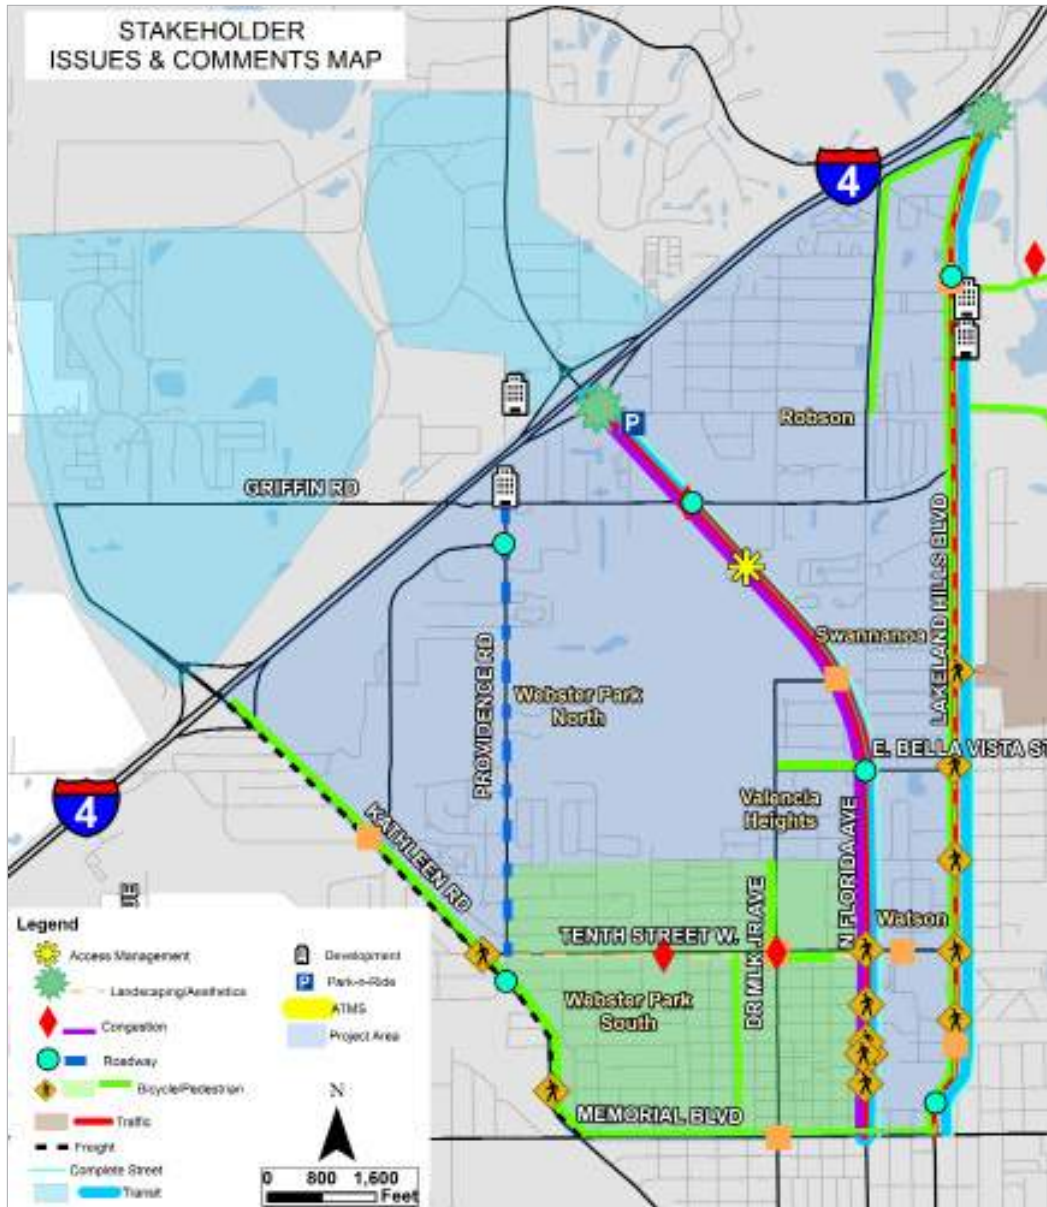 STAKEHOLDER
ISSUES & COMMENTS MAP
4
Robson
P
GRIFFIN RD
LAKELAND HILLS BLVD
Swannanoa
PROVIDENCE RD
Webster Park
North
E. BELLA VISTA ST
4
Valencia
Heights
KATHLEEN RD
N FLORIDA AVE
Watson
TENTH STREET W.
DR MLK JR AVE
Webster Park
South
MEMORIAL BLVD
Legend
Access Management
Landscaping/Aesthetics
Congestion
Roadway
Bicycle/Pedestrian
Traffic
Freight
Complete Street
Transit
Development
P Park-n-Ride
ATMS
Project Area
N
0 800 1,600
Feet